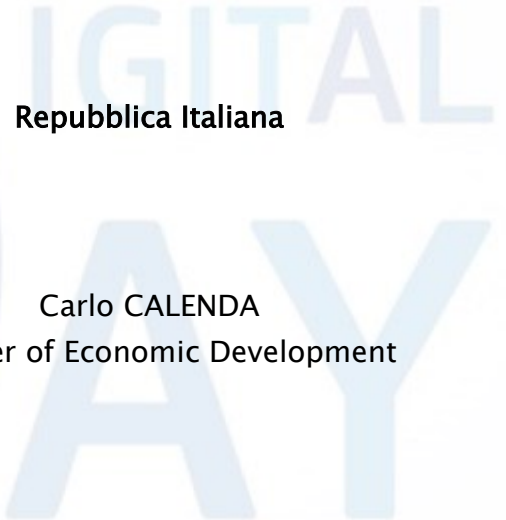 IGITAL
Repubblica Italiana
AY
Carlo CALENDA
er of Economic Development